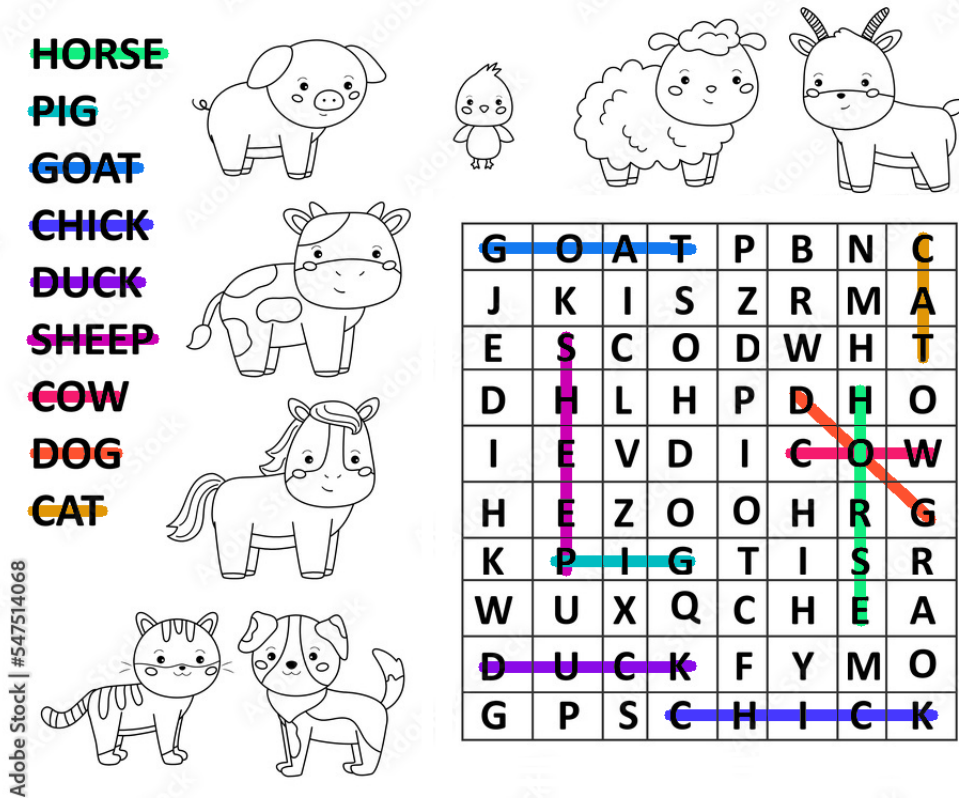 HORSE
PIG
GOAT
CHICK
DUCK
SHEEP
COW
DOG
CAT
G O A T P B N C
J K I S Z R M A
E S C O D W H T
D H L H P D H O
I E V D I C O W
H E Z O O H R G
K P I G T I S R
W U X Q C H E A
D U C K F Y M O
G P S C H I C K
Adobe Stock | #547514068